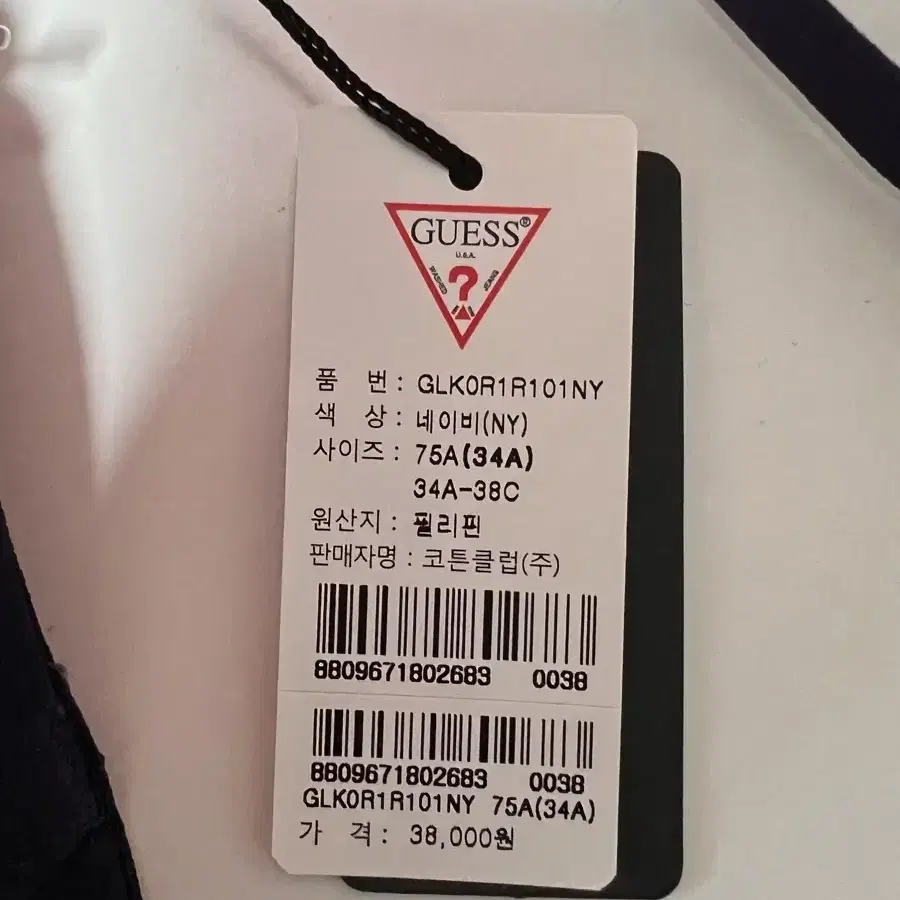 GUESS®
U.S.A.
WASHED JEANS
?
품 번 : GLK0R1R101NY
색 상 : 네이비(NY)
사이즈 : 75A(34A)
34A-38C
원산지 : 필리핀
판매자명 : 코튼클럽(주)
8809671802683 0038
8809671802683 0038
GLK0R1R101NY 75A(34A)
가 격 : 38,000원